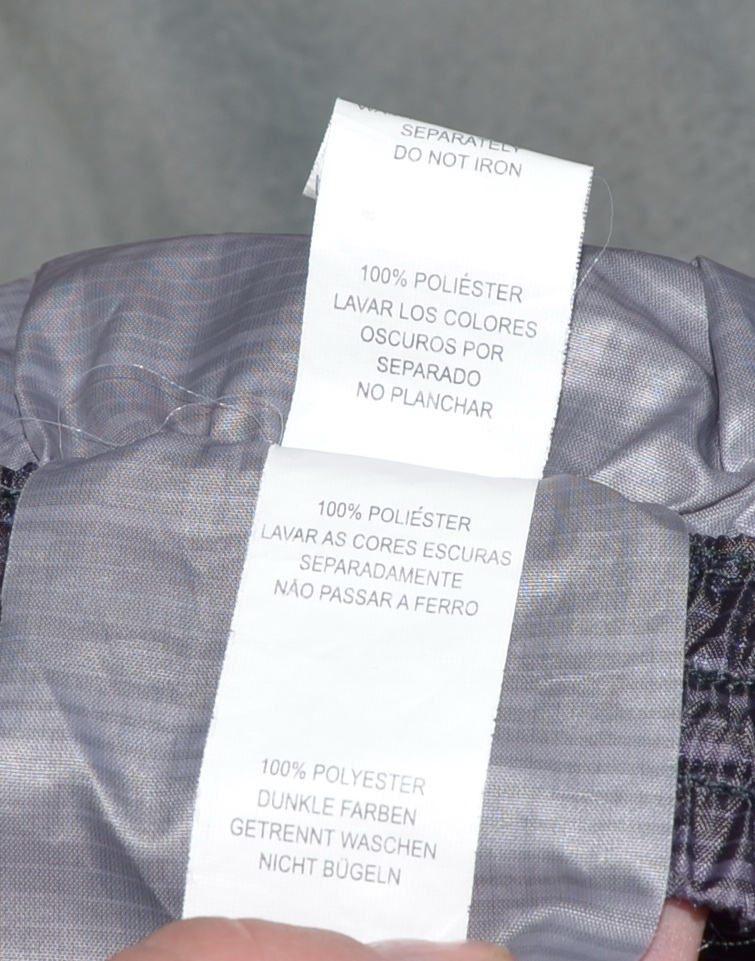 SEPARATELY
DO NOT IRON
100% POLIÉSTER
LAVAR LOS COLORES
OSCUROS POR
SEPARADO
NO PLANCHAR
100% POLIÉSTER
LAVAR AS CORES ESCURAS
SEPARADAMENTE
NÃO PASSAR A FERRO
100% POLYESTER
DUNKLE FARBEN
GETRENNT WASCHEN
NICHT BÜGELN